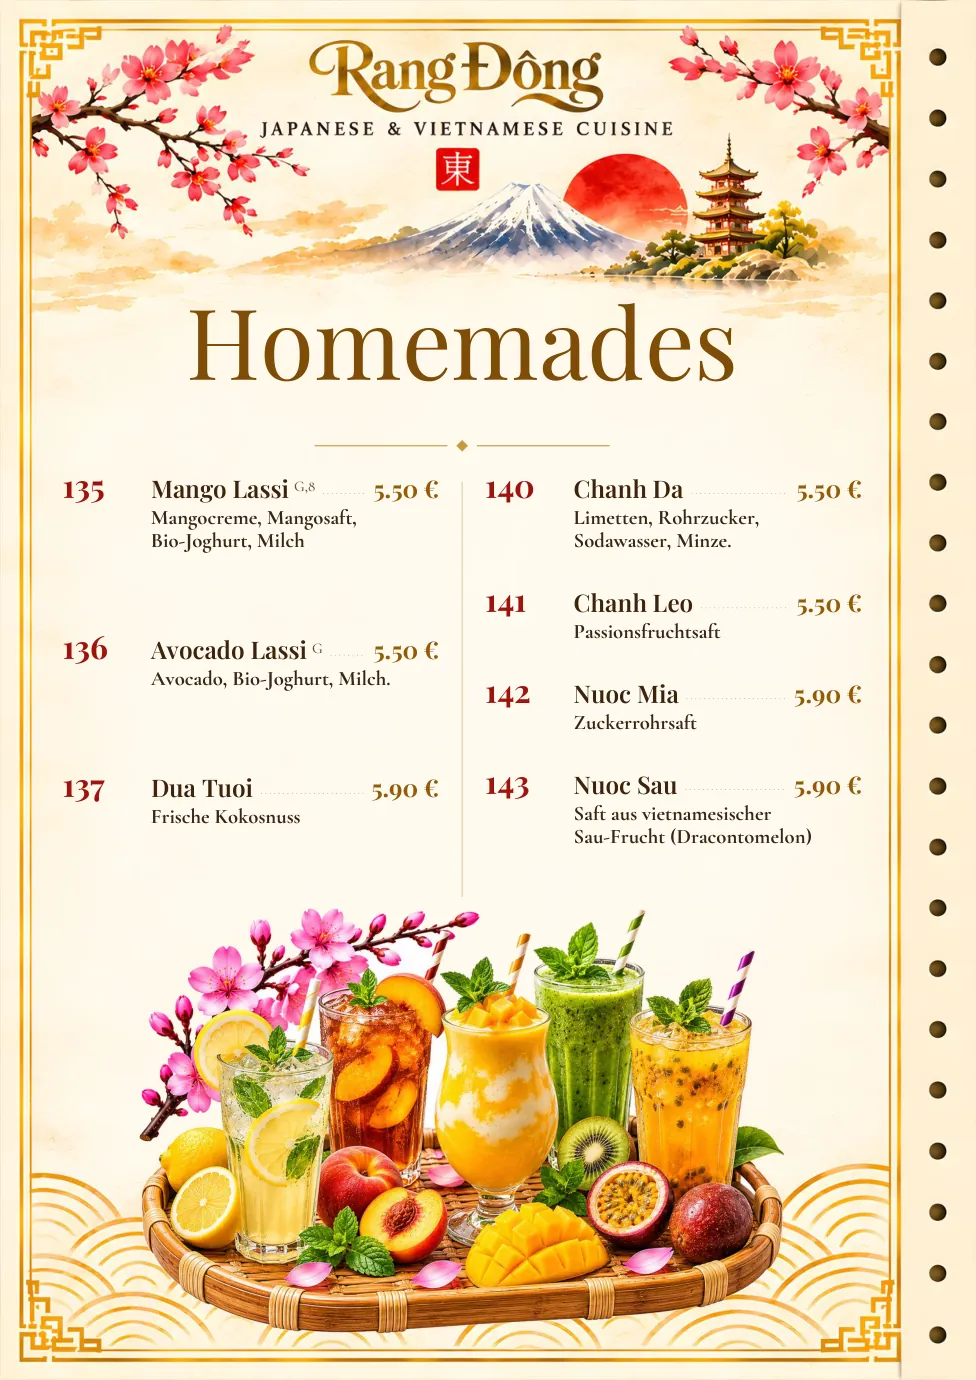 Rang Đông
JAPANESE & VIETNAMESE CUISINE
東
Homemades
135 Mango Lassi G,8 5.50 €
Mangocreme, Mangosaft,
Bio-Joghurt, Milch
136 Avocado Lassi G 5.50 €
Avocado, Bio-Joghurt, Milch.
137 Dua Tuoi 5.90 €
Frische Kokosnuss
140 Chanh Da 5.50 €
Limetten, Rohrzucker,
Sodawasser, Minze.
141 Chanh Leo 5.50 €
Passionsfruchtsaft
142 Nuoc Mia 5.90 €
Zuckerrohrsaft
143 Nuoc Sau 5.90 €
Saft aus vietnamesischer
Sau-Frucht (Dracontomelon)